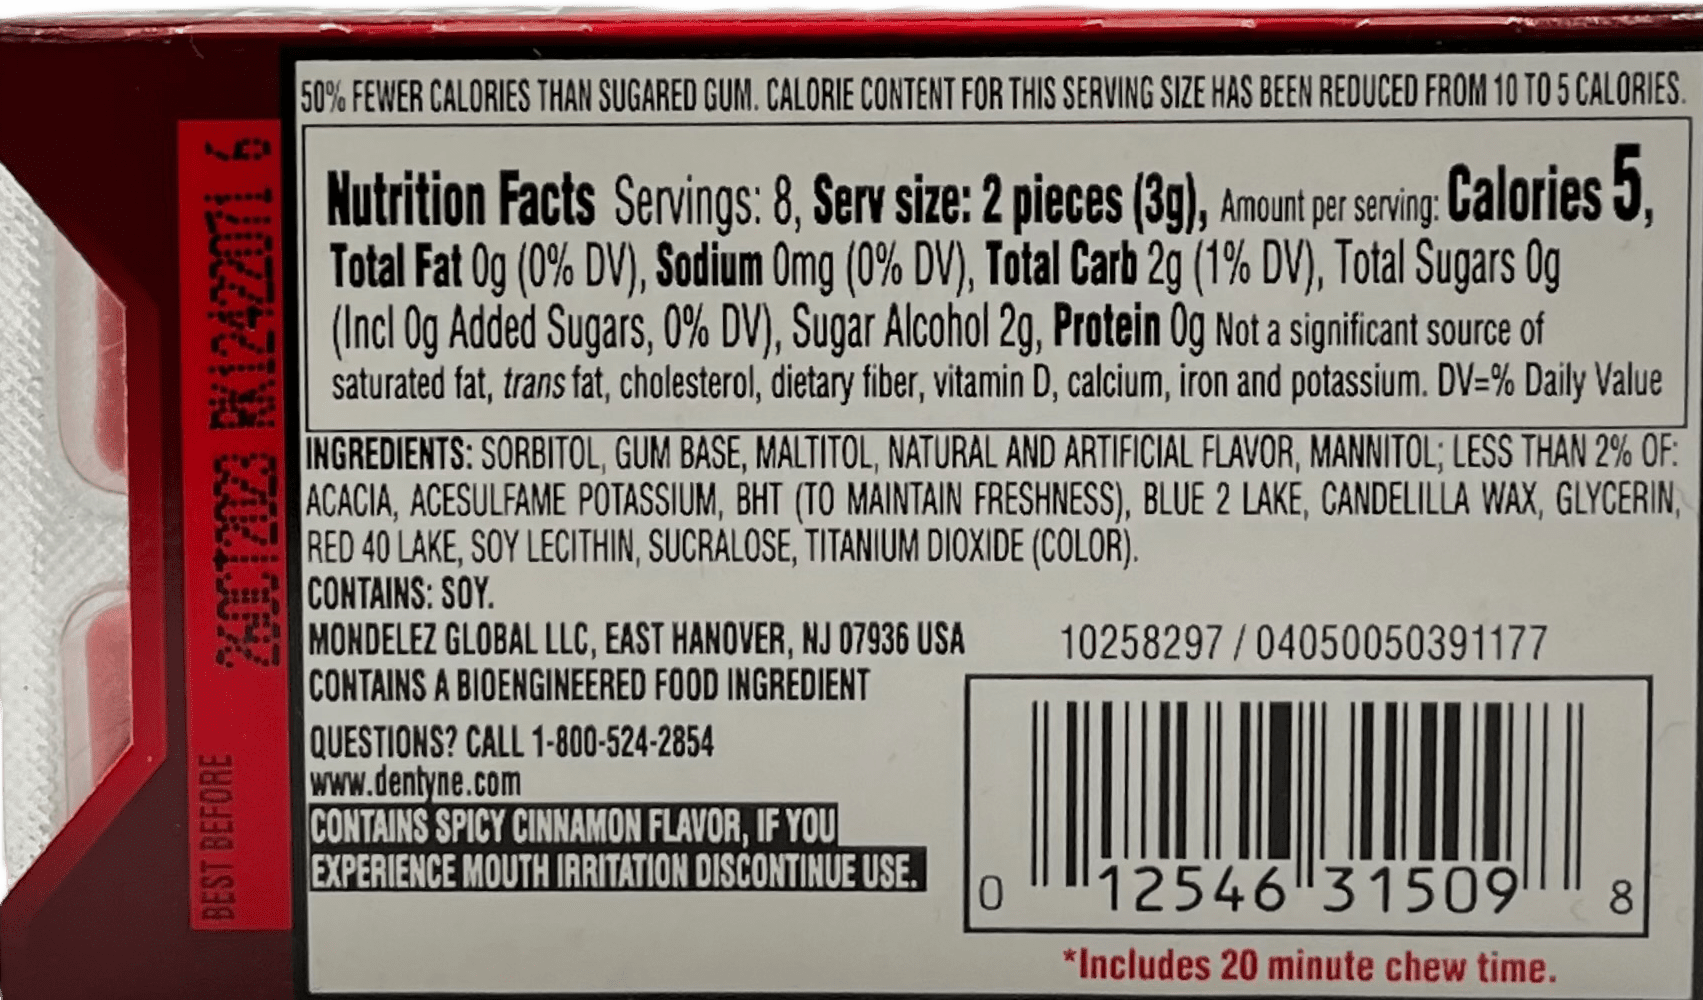 50% FEWER CALORIES THAN SUGARED GUM. CALORIE CONTENT FOR THIS SERVING SIZE HAS BEEN REDUCED FROM 10 TO 5 CALORIES.
Nutrition Facts Servings: 8, Serv size: 2 pieces (3g), Amount per serving: Calories 5,
Total Fat 0g (0% DV), Sodium 0mg (0% DV), Total Carb 2g (1% DV), Total Sugars 0g
(Incl 0g Added Sugars, 0% DV), Sugar Alcohol 2g, Protein 0g Not a significant source of
saturated fat, trans fat, cholesterol, dietary fiber, vitamin D, calcium, iron and potassium. DV=% Daily Value
INGREDIENTS: SORBITOL, GUM BASE, MALTITOL, NATURAL AND ARTIFICIAL FLAVOR, MANNITOL; LESS THAN 2% OF:
ACACIA, ACESULFAME POTASSIUM, BHT (TO MAINTAIN FRESHNESS), BLUE 2 LAKE, CANDELILLA WAX, GLYCERIN,
RED 40 LAKE, SOY LECITHIN, SUCRALOSE, TITANIUM DIOXIDE (COLOR).
CONTAINS: SOY.
MONDELEZ GLOBAL LLC, EAST HANOVER, NJ 07936 USA
CONTAINS A BIOENGINEERED FOOD INGREDIENT
QUESTIONS? CALL 1-800-524-2854
www.dentyne.com
CONTAINS SPICY CINNAMON FLAVOR, IF YOU
EXPERIENCE MOUTH IRRITATION DISCONTINUE USE.
10258297 / 04050050391177
0 12546 31509 8
*Includes 20 minute chew time.
BEST BEFORE